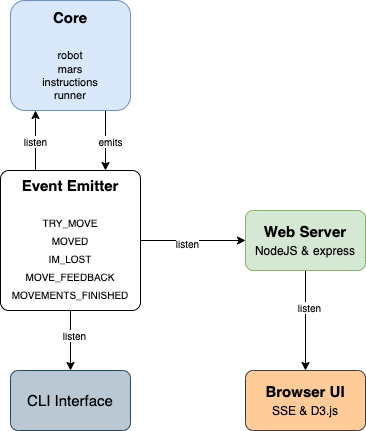 Core
robot
mars
instructions
runner
listen
emits
Event Emitter
TRY_MOVE
MOVED
IM_LOST
MOVE_FEEDBACK
MOVEMENTS_FINISHED
listen
Web Server
NodeJS & express
listen
listen
CLI Interface
Browser UI
SSE & D3.js